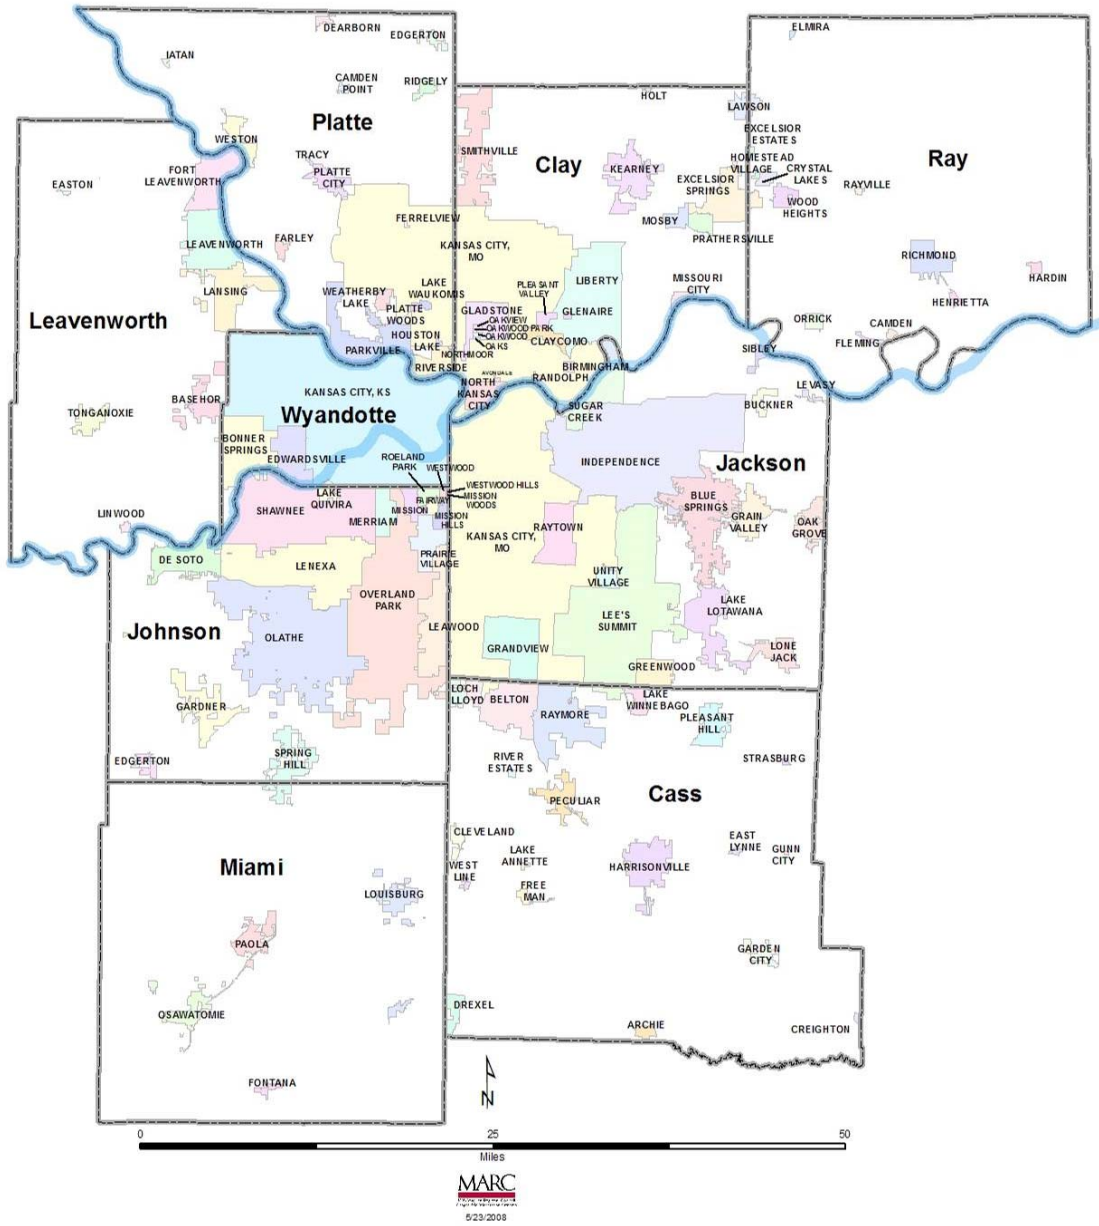 DEARBORN
EDGERTON
ELMIRA
IATAN
CAMDEN
POINT
RIDGELY
HOLT
LAWSON
Platte
WESTON
TRACY
PLATTE
CITY
SMITHVILLE
Clay
KEARNEY
EXCELSIOR
ESTATES
HOMESTEAD
VILLAGE
CRYSTAL
LAKES
Ray
EASTON
FORT
LEAVENWORTH
EXCELSIOR
SPRINGS
WOOD
HEIGHTS
RAYVILLE
MOSBY
PRATHERSVILLE
FERRELVIEW
LEAVENWORTH
FARLEY
KANSAS CITY,
MO
RICHMOND
HARDIN
HENRIETTA
LANSING
WEATHERBY
LAKE
LAKE
WAUKOMIS
PLEASANT
VALLEY
LIBERTY
MISSOURI
CITY
Leavenworth
PLATTE
WOODS
GLADSTONE
GLENAIRE
OAKVIEW
OAKWOOD PARK
OAKWOOD
OAKS
CLAYCOMO
ORRICK
CAMDEN
FLEMING
HOUSTON
LAKE
PARKVILLE
NORTHMOOR
RIVERSIDE
AVONDALE
BIRMINGHAM
RANDOLPH
SIBLEY
LEVASY
KANSAS CITY, KS
NORTH
KANSAS
CITY
BASEHOR
TONGANOXIE
Wyandotte
SUGAR
CREEK
BUCKNER
BONNER
SPRINGS
EDWARDSVILLE
ROELAND
PARK
WESTWOOD
INDEPENDENCE
Jackson
WESTWOOD HILLS
MISSION
WOODS
LAKE
QUIVIRA
FAIRWAY
MISSION
MISSION
HILLS
LINWOOD
SHAWNEE
MERRIAM
BLUE
SPRINGS
GRAIN
VALLEY
OAK
GROVE
RAYTOWN
KANSAS CITY,
MO
DE SOTO
LENEXA
PRAIRIE
VILLAGE
UNITY
VILLAGE
OVERLAND
PARK
LAKE
LOTAWANA
Johnson
OLATHE
LEAWOOD
LEE'S
SUMMIT
GRANDVIEW
LONE
JACK
GREENWOOD
GARDNER
LOCH
LLOYD
BELTON
RAYMORE
LAKE
WINNEBAGO
PLEASANT
HILL
EDGERTON
SPRING
HILL
RIVER
ESTATES
STRASBURG
PECULIAR
Cass
CLEVELAND
LAKE
ANNETTE
EAST
LYNNE
GUNN
CITY
Miami
WEST
LINE
HARRISONVILLE
LOUISBURG
FREE
MAN
PAOLA
GARDEN
CITY
OSAWATOMIE
DREXEL
ARCHIE
CREIGHTON
FONTANA
N
0 25 50
Miles
MARC
5/23/2008